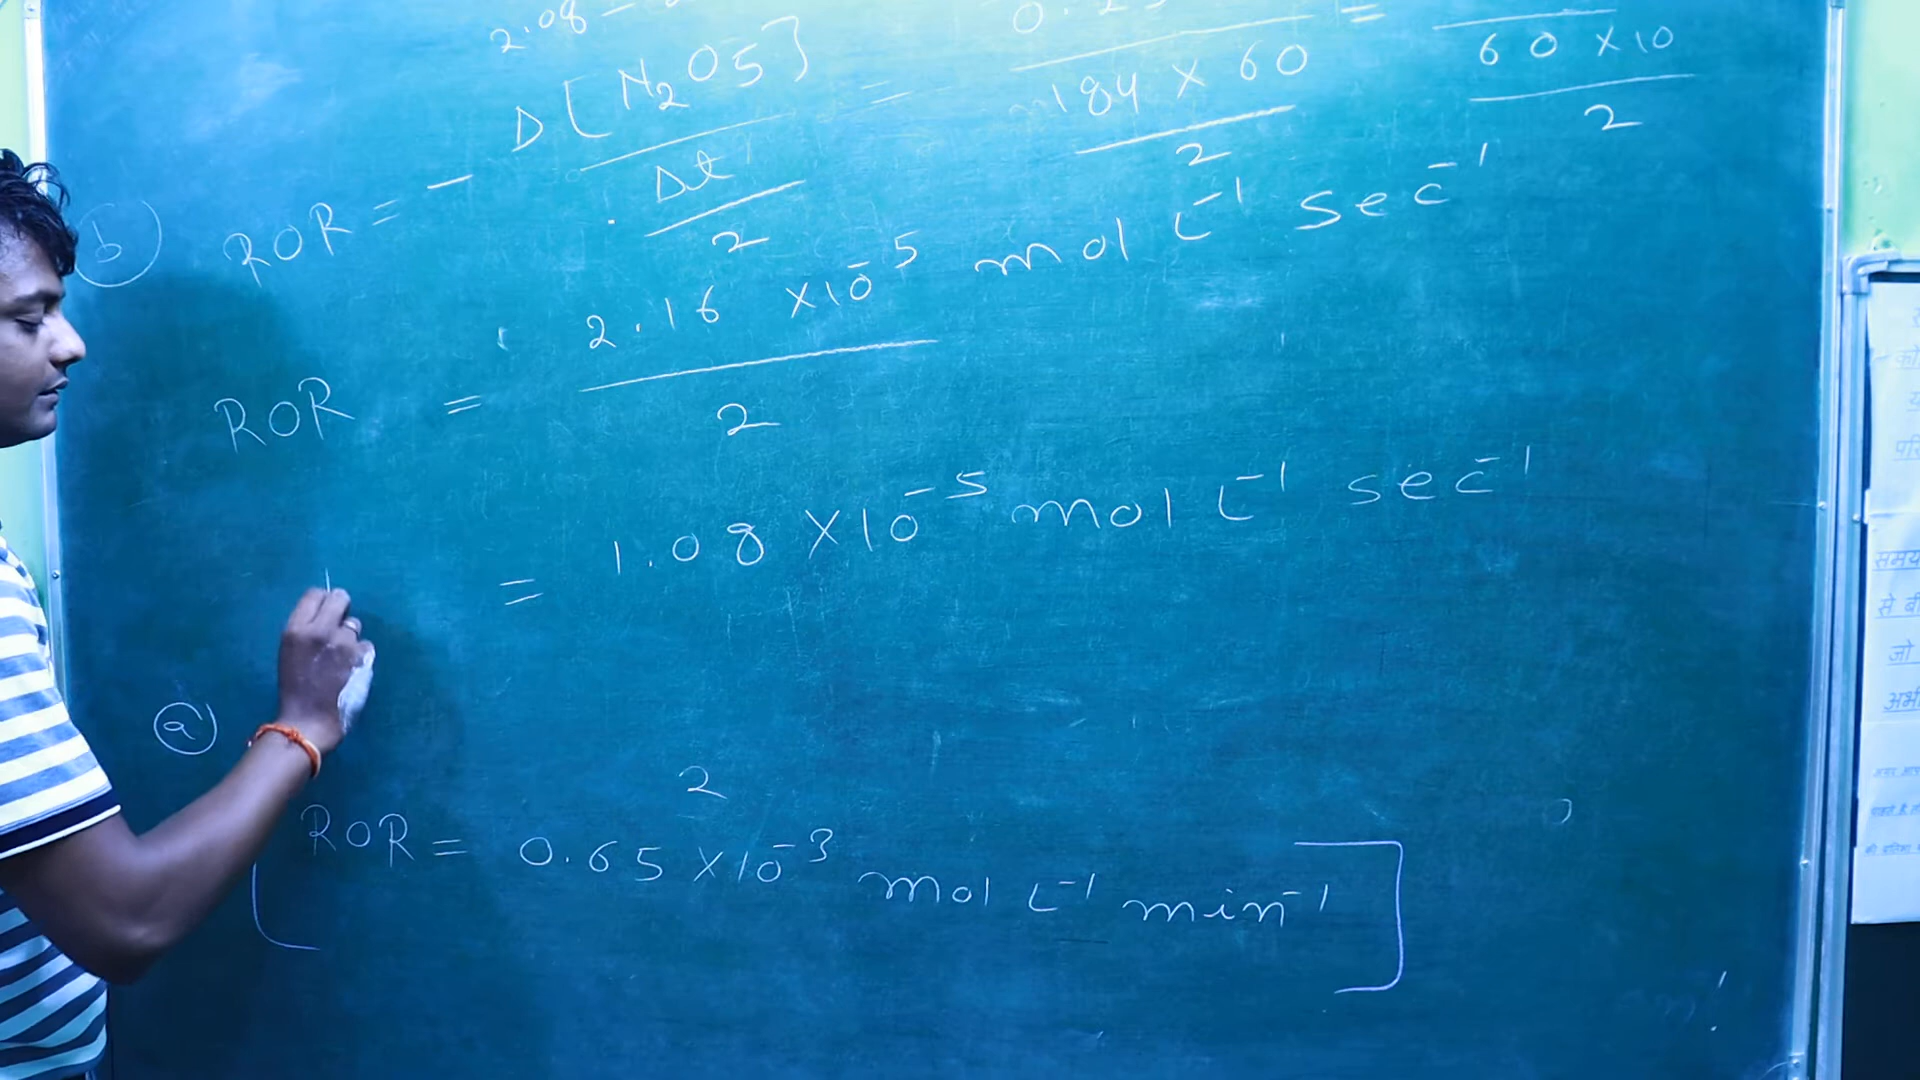 2.08 –
Δ[N₂O5] 0.25 =
ROR = – ――― = ――― 60 × 10
Δt 184 × 60 2
2 2
(b)
ROR = 2.16 × 10⁻⁵ mol L⁻¹ sec⁻¹
2
= 1.08 × 10⁻⁵ mol L⁻¹ sec⁻¹
(a)
2
ROR = 0.65 × 10⁻³ mol L⁻¹ min⁻¹
समय
से
जो